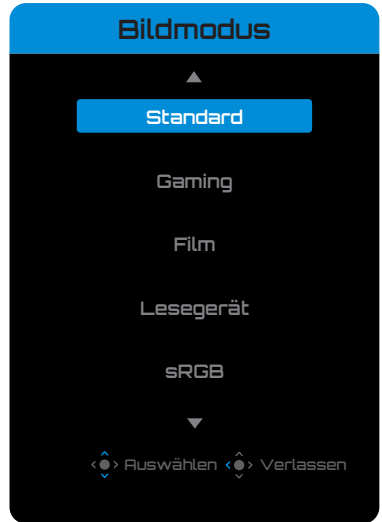 Bildmodus
Standard
Gaming
Film
Lesegerät
sRGB
Auswählen Verlassen